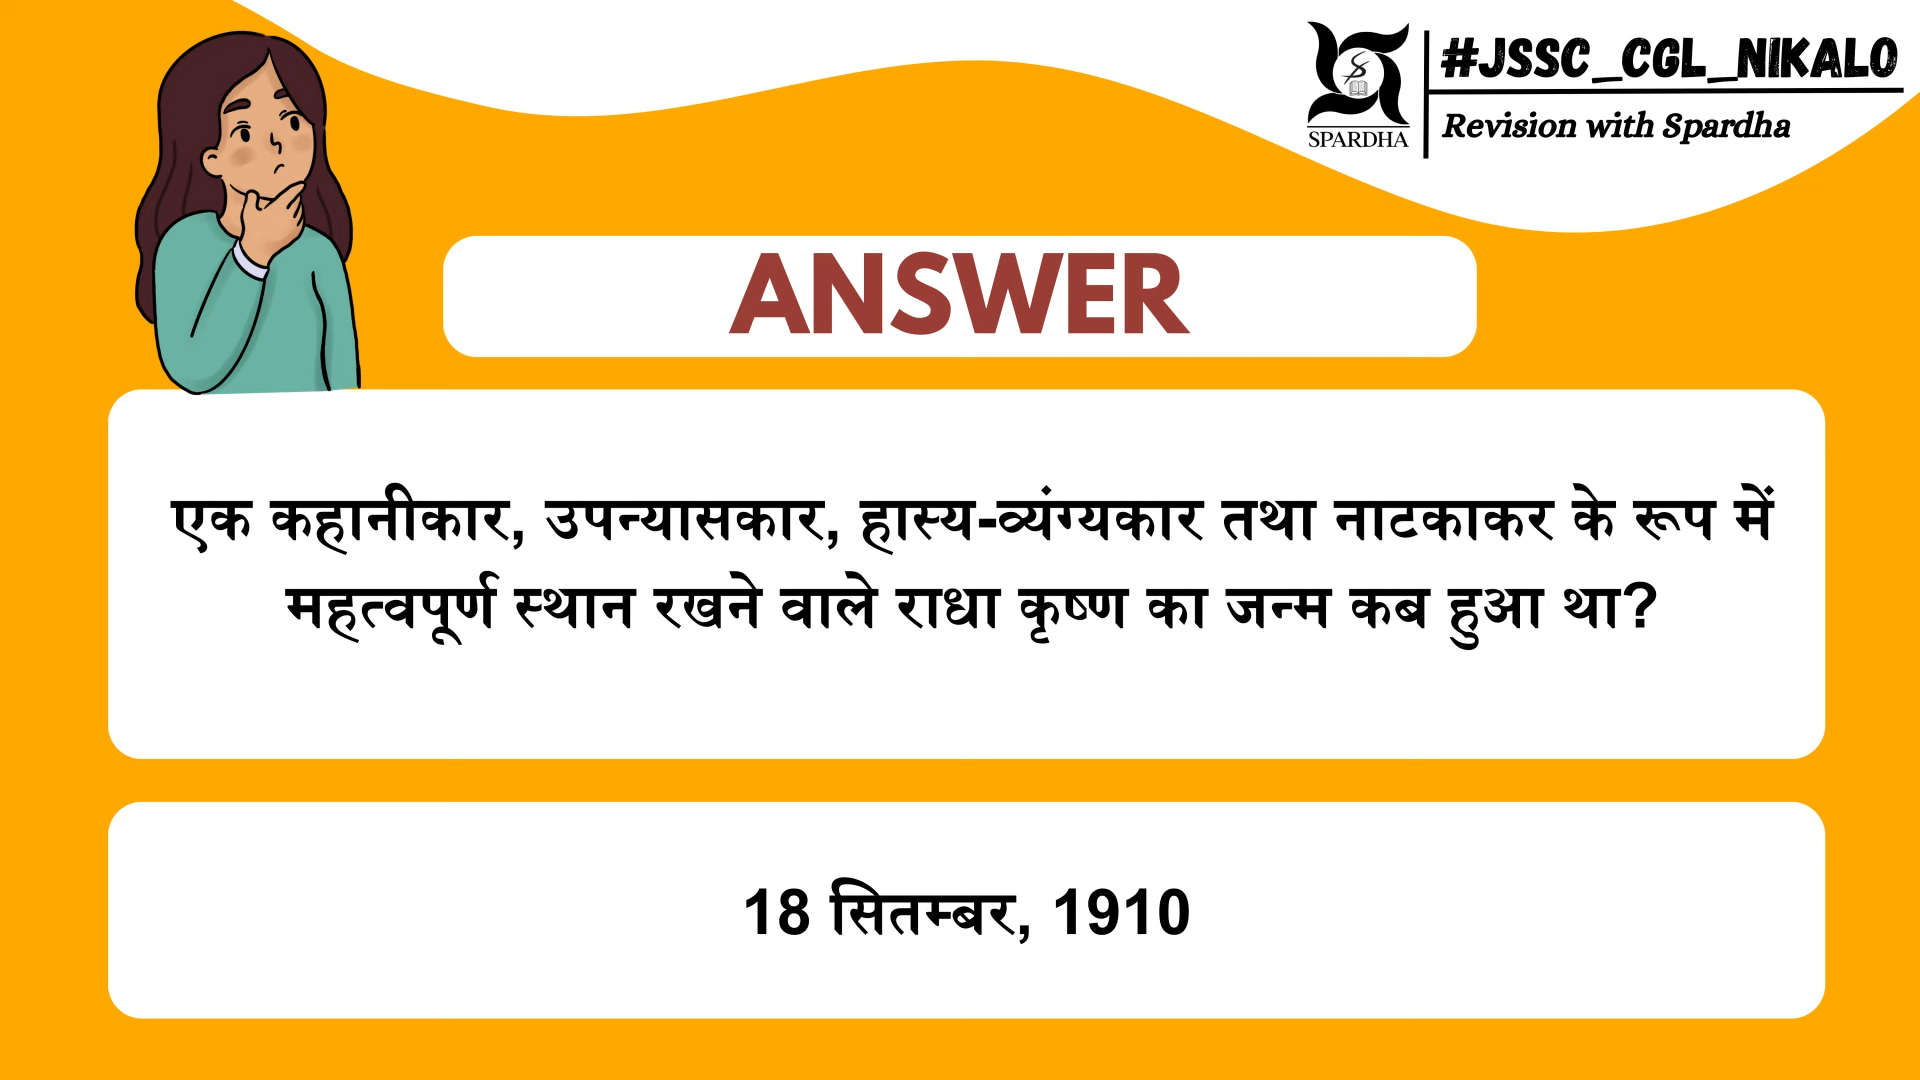 #JSSC_CGL_NIKALO
SPARDHA
Revision with Spardha
ANSWER
एक कहानीकार, उपन्यासकार, हास्य-व्यंग्यकार तथा नाटकाकर के रूप में
महत्वपूर्ण स्थान रखने वाले राधा कृष्ण का जन्म कब हुआ था?
18 सितम्बर, 1910